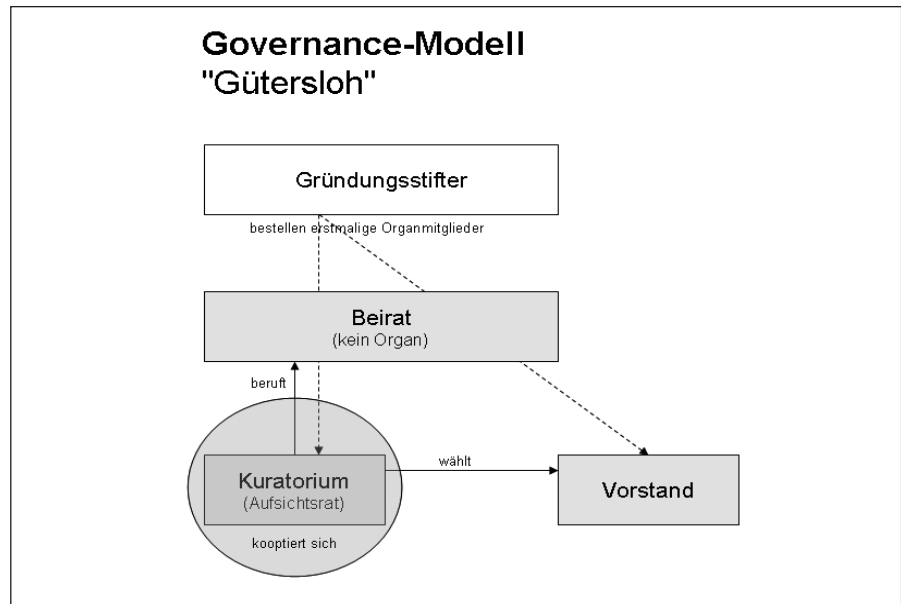 Governance-Modell
"Gütersloh"
Gründungsstifter
bestellen erstmalige Organmitglieder
Beirat
(kein Organ)
beruft
Kuratorium
(Aufsichtsrat)
kooptiert sich
wählt
Vorstand